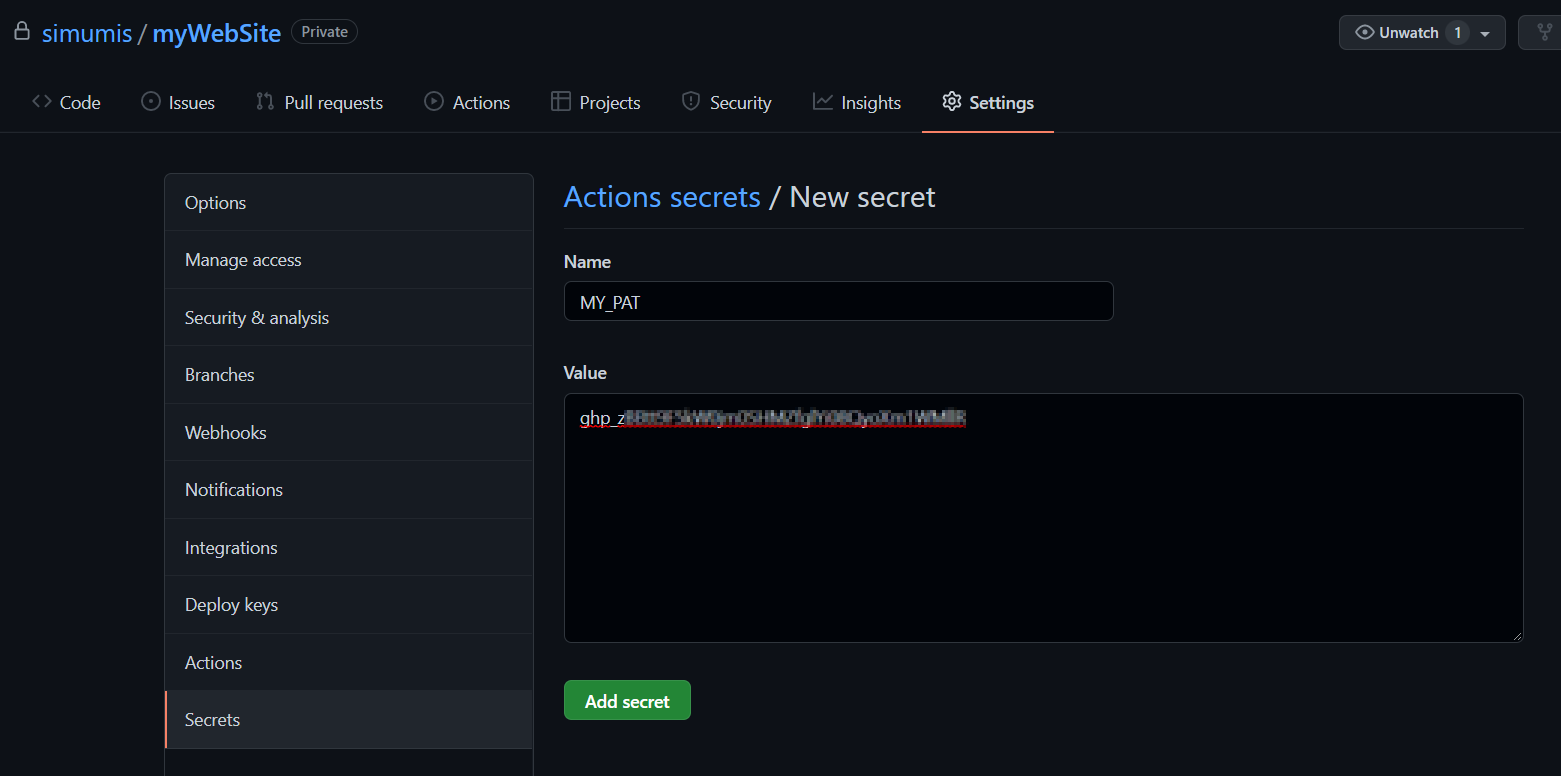 simumis / myWebSite Private
Unwatch 1
Code Issues Pull requests Actions Projects Security Insights Settings
Options
Manage access
Security & analysis
Branches
Webhooks
Notifications
Integrations
Deploy keys
Actions
Secrets
Actions secrets / New secret
Name
MY_PAT
Value
ghp_z
Add secret